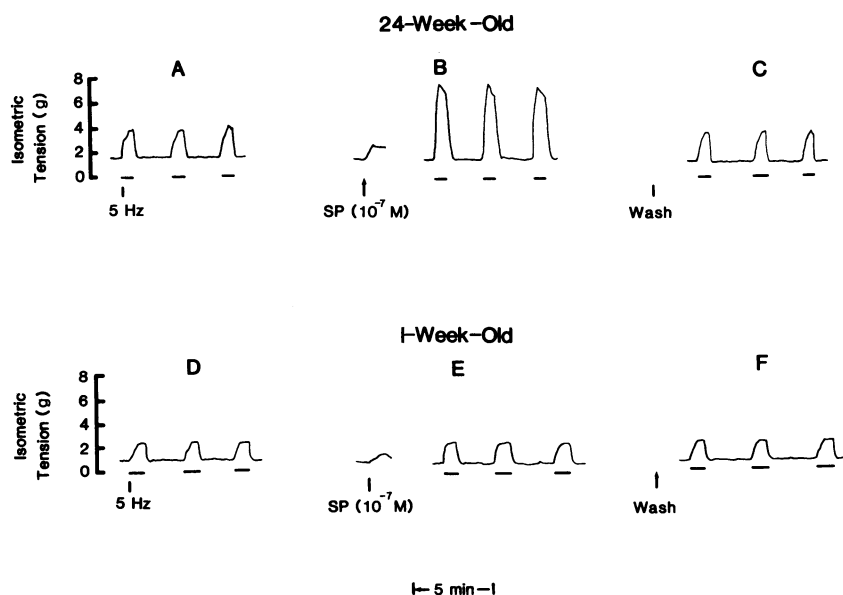 24-Week-Old
A
B
C
Isometric
Tension (g)
8
6
4
2
0
5 Hz
SP (10⁻⁷ M)
Wash
I-Week-Old
D
E
F
Isometric
Tension (g)
8
6
4
2
0
5 Hz
SP (10⁻⁷ M)
Wash
5 min